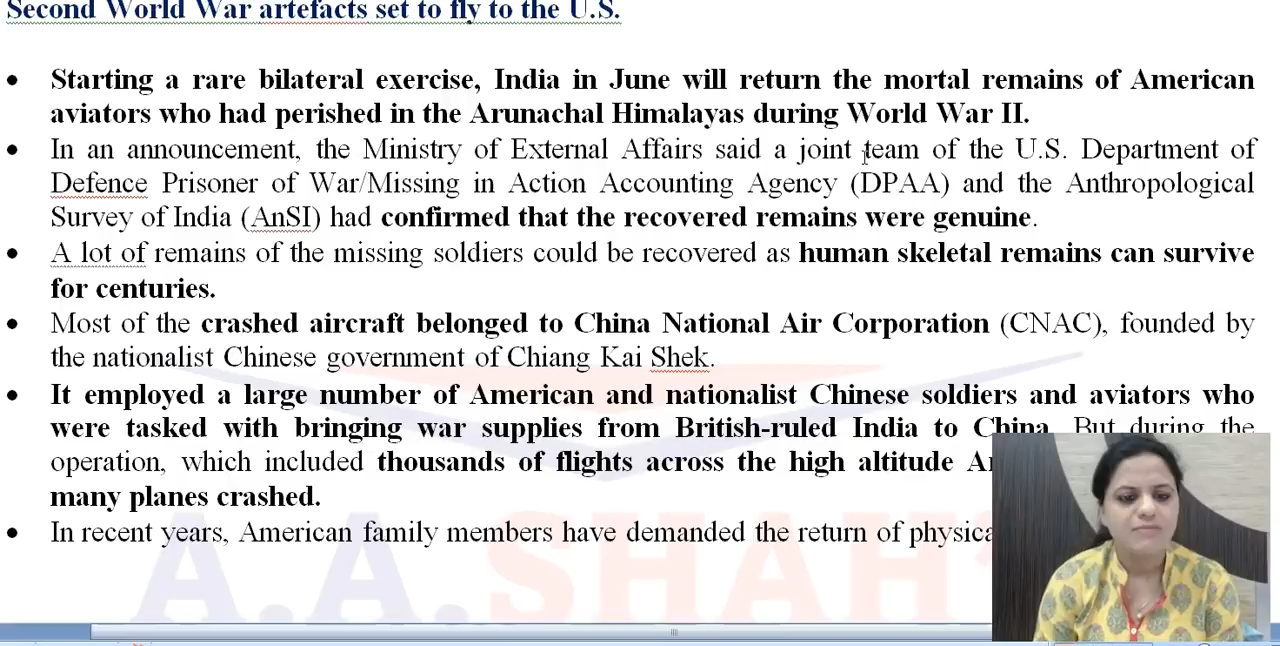 Second World War artefacts set to fly to the U.S.
• Starting a rare bilateral exercise, India in June will return the mortal remains of American
aviators who had perished in the Arunachal Himalayas during World War II.
• In an announcement, the Ministry of External Affairs said a joint team of the U.S. Department of
Defence Prisoner of War/Missing in Action Accounting Agency (DPAA) and the Anthropological
Survey of India (AnSI) had confirmed that the recovered remains were genuine.
• A lot of remains of the missing soldiers could be recovered as human skeletal remains can survive
for centuries.
• Most of the crashed aircraft belonged to China National Air Corporation (CNAC), founded by
the nationalist Chinese government of Chiang Kai Shek.
• It employed a large number of American and nationalist Chinese soldiers and aviators who
were tasked with bringing war supplies from British-ruled India to China. But during the
operation, which included thousands of flights across the high altitude
many planes crashed.
• In recent years, American family members have demanded the return of
A.A.SHAH'